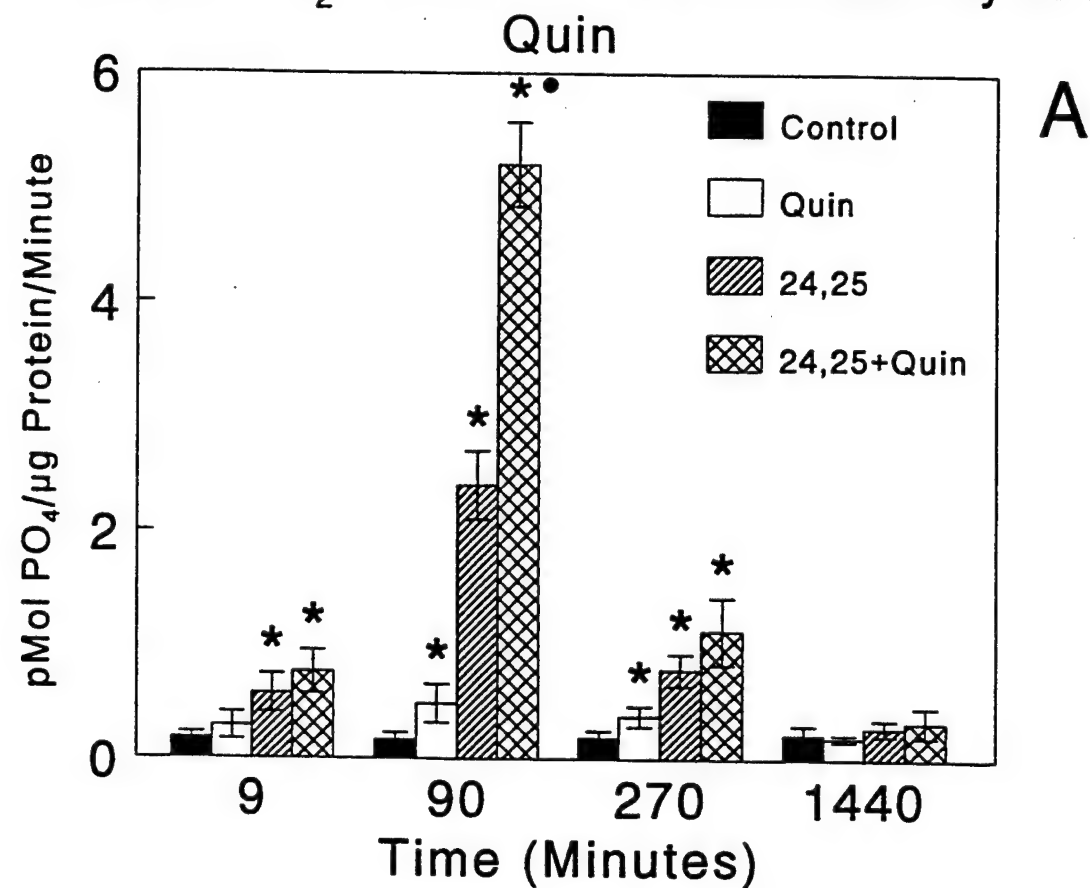 Quin
A
6
4
2
0
pMol PO₄/µg Protein/Minute
* ●
Control
Quin
24,25
24,25+Quin
*
*
*
*
*
*
*
*
9
90
270
1440
Time (Minutes)